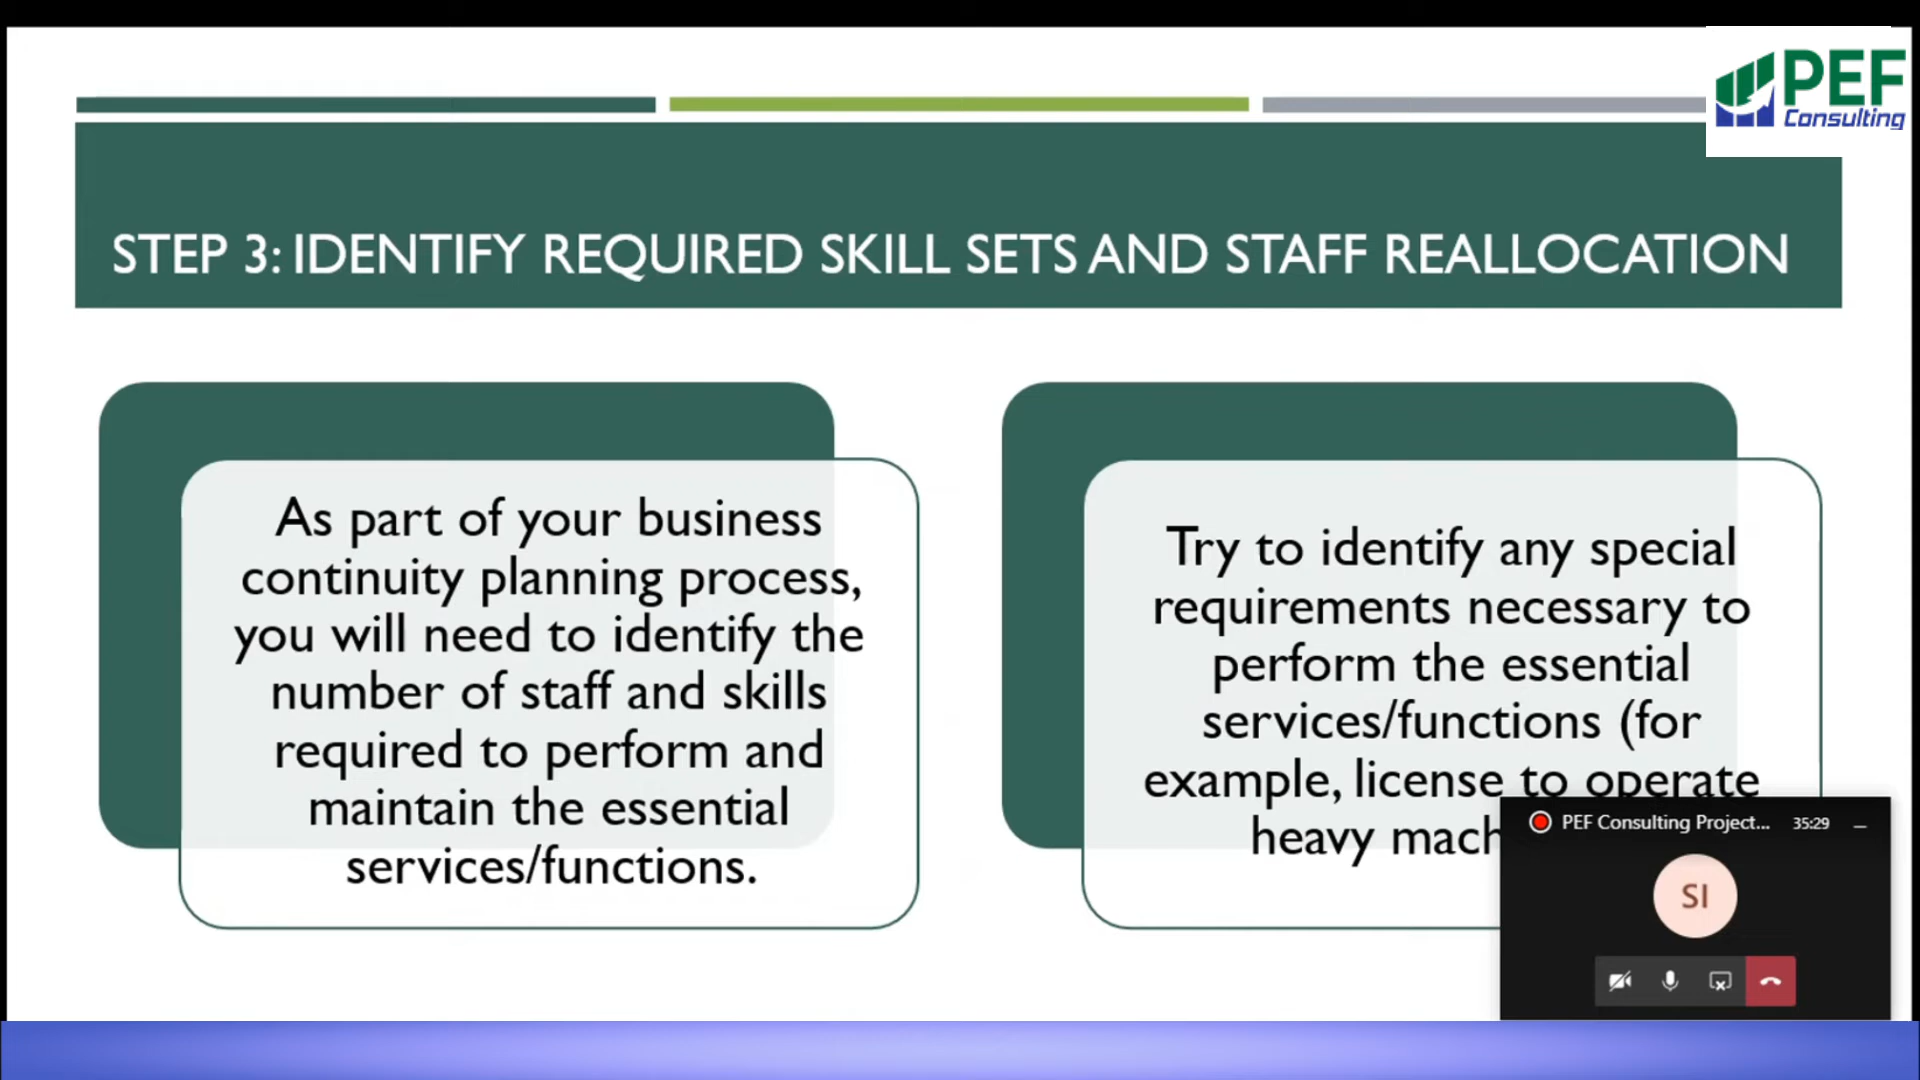 PEF
Consulting
STEP 3: IDENTIFY REQUIRED SKILL SETS AND STAFF REALLOCATION
As part of your business
continuity planning process,
you will need to identify the
number of staff and skills
required to perform and
maintain the essential
services/functions.
Try to identify any special
requirements necessary to
perform the essential
services/functions (for
example, license to operate
heavy
PEF Consulting Project... 35:29
SI